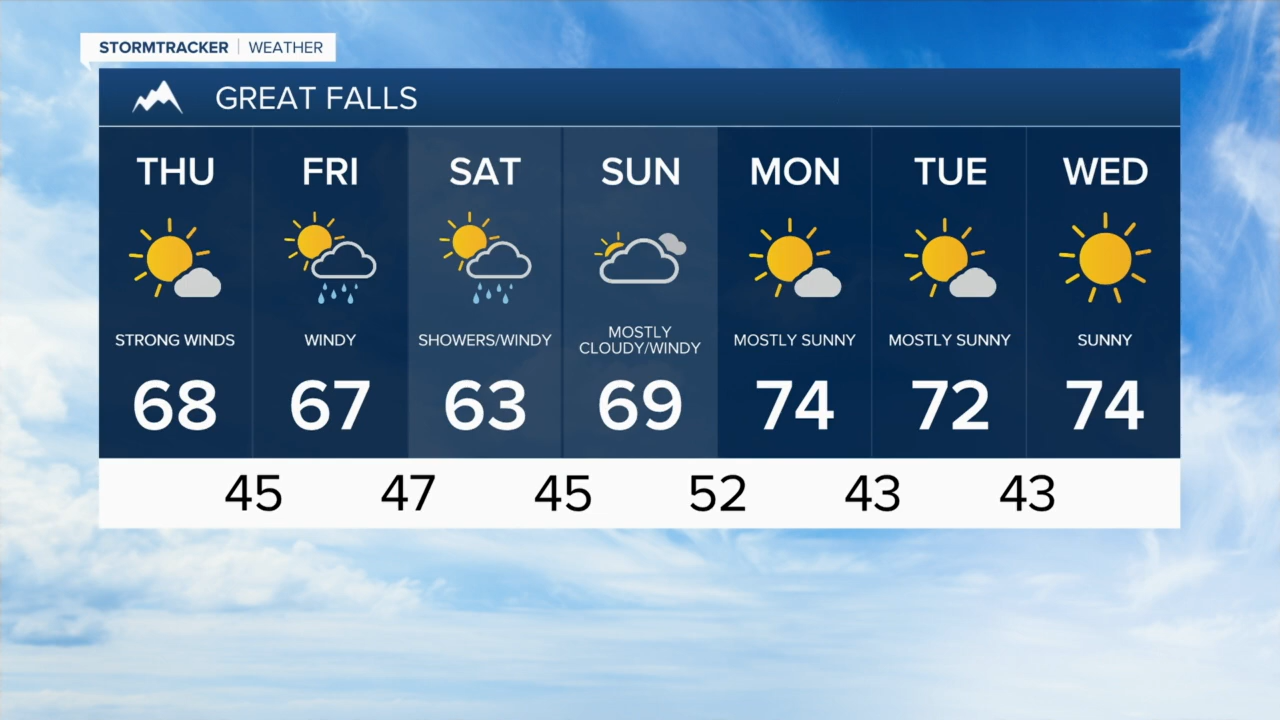 STORMTRACKER | WEATHER
GREAT FALLS
THU FRI SAT SUN MON TUE WED
STRONG WINDS WINDY SHOWERS/WINDY MOSTLY CLOUDY/WINDY MOSTLY SUNNY MOSTLY SUNNY SUNNY
68 67 63 69 74 72 74
45 47 45 52 43 43